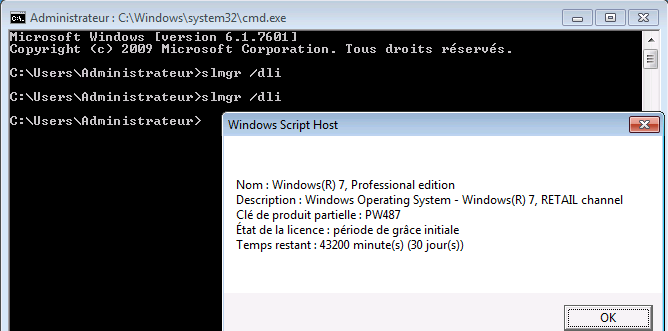 Administrateur : C:\Windows\system32\cmd.exe
Microsoft Windows [version 6.1.7601]
Copyright (c) 2009 Microsoft Corporation. Tous droits réservés.
C:\Users\Administrateur>slmgr /dli
C:\Users\Administrateur>slmgr /dli
C:\Users\Administrateur>
Windows Script Host
Nom : Windows(R) 7, Professional edition
Description : Windows Operating System - Windows(R) 7, RETAIL channel
Clé de produit partielle : PW487
État de la licence : période de grâce initiale
Temps restant : 43200 minute(s) (30 jour(s))
OK